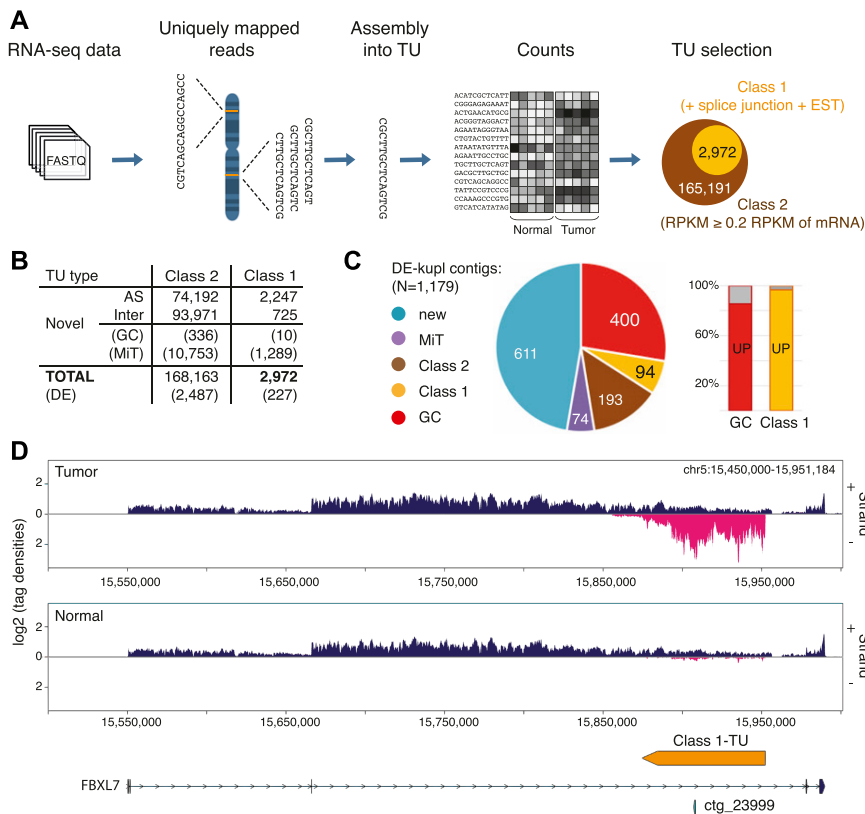 A
RNA-seq data
Uniquely mapped
reads
Assembly
into TU
Counts
TU selection
FASTQ
CGTCAGCAGGCCAGCC
CTTGCTCAGTCG
GCTTGCTCAGTC
CGCTTGCTCAGT
CGCTTGCTCAGTCG
ACATCGCTCATT
CGGGAGAGAAAT
ACTGAACATGCG
ACGGGTAGGACT
AGAATAGGGTAA
CTGTACTGTTTT
ATAATATGTTTA
AGAATTGCCTGC
TGCTTGCTCAGT
GACGCTTGCTGC
CGTCAGCAGGCC
TATTCCGTCCCG
CCAAAGCCCGTG
GTCATCATATAG
Normal
Tumor
Class 1
(+ splice junction + EST)
2,972
165,191
Class 2
(RPKM ≥ 0.2 RPKM of mRNA)
B
TU type
Class 2
Class 1
Novel
AS
74,192
2,247
Inter
93,971
725
(GC)
(336)
(10)
(MiT)
(10,753)
(1,289)
TOTAL
168,163
2,972
(DE)
(2,487)
(227)
C
DE-kupl contigs:
(N=1,179)
new
MiT
Class 2
Class 1
GC
611
400
94
193
74
100%
60%
20%
UP
UP
GC
Class 1
D
log2 (tag densities)
Tumor
chr5:15,450,000-15,951,184
2
0
2
+
-
Strand
15,550,000
15,650,000
15,750,000
15,850,000
15,950,000
Normal
2
0
2
+
-
Strand
15,550,000
15,650,000
15,750,000
15,850,000
15,950,000
Class 1-TU
FBXL7
ctg_23999